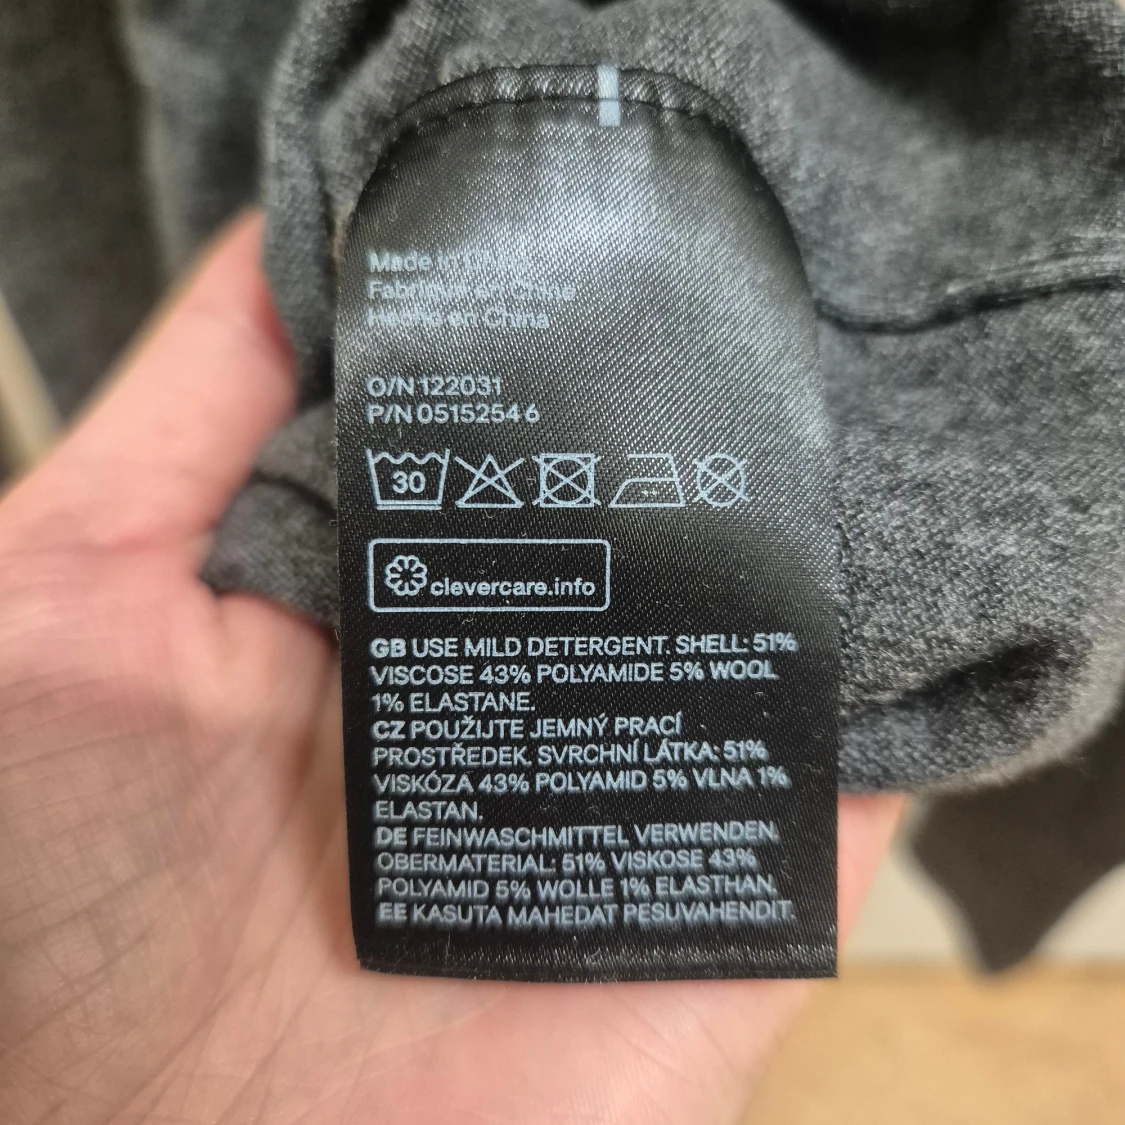 Made in China
Fabriqué en China
Hecho en China
O/N 122031
P/N 0515254 6
30
clevercare.info
GB USE MILD DETERGENT. SHELL: 51%
VISCOSE 43% POLYAMIDE 5% WOOL
1% ELASTANE.
CZ POUŽIJTE JEMNÝ PRACÍ
PROSTŘEDEK. SVRCHNÍ LÁTKA: 51%
VISKÓZA 43% POLYAMID 5% VLNA 1%
ELASTAN.
DE FEINWASCHMITTEL VERWENDEN.
OBERMATERIAL: 51% VISKOSE 43%
POLYAMID 5% WOLLE 1% ELASTHAN.
EE KASUTA MAHEDAT PESUVAHENDIT.